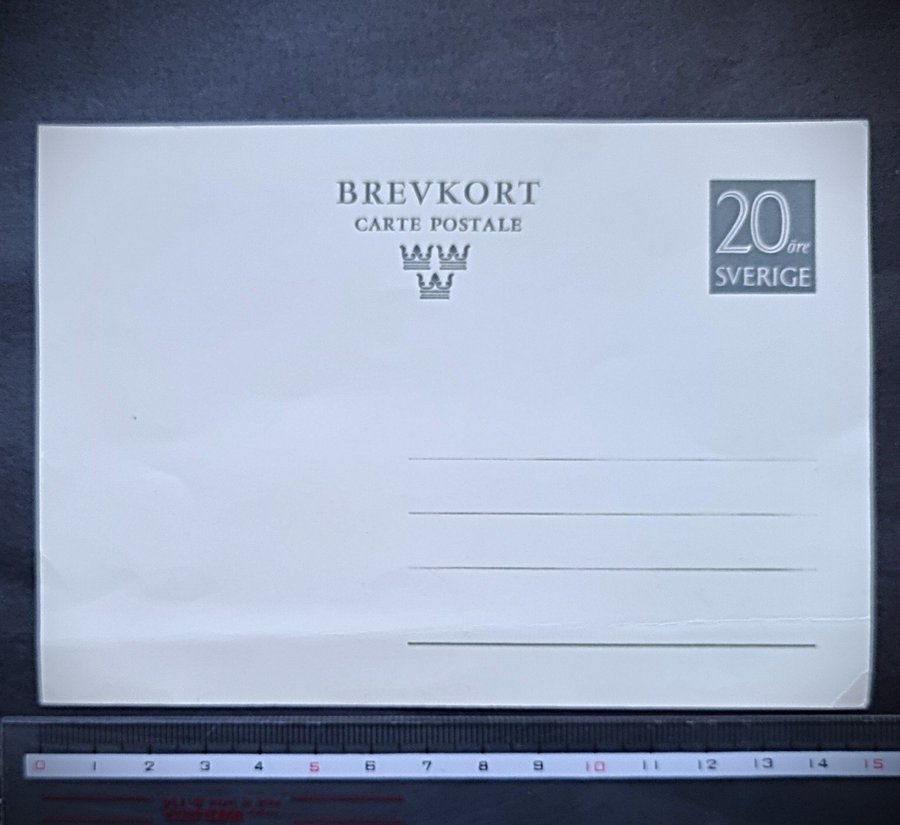 BREVKORT
CARTE POSTALE
20 öre
SVERIGE
0 1 2 3 4 5 6 7 8 9 10 11 12 13 14 15